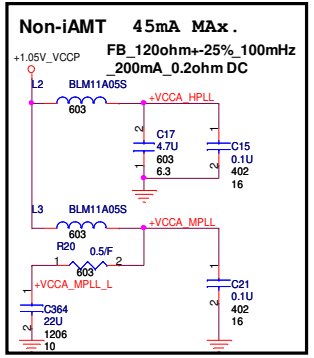 Non-iAMT 45mA MAx.
FB_120ohm+-25%_100mHz
_200mA_0.2ohm DC
+1.05V_VCCP
L2 BLM11A05S
603
+VCCA_HPLL
2
1
C17
4.7U
603
6.3
1
2
C15
0.1U
402
16
L3 BLM11A05S
603
+VCCA_MPLL
R20 0.5/F
1 2
603
+VCCA_MPLL_L
1
2
C364
22U
1206
10
1
2
C21
0.1U
402
16